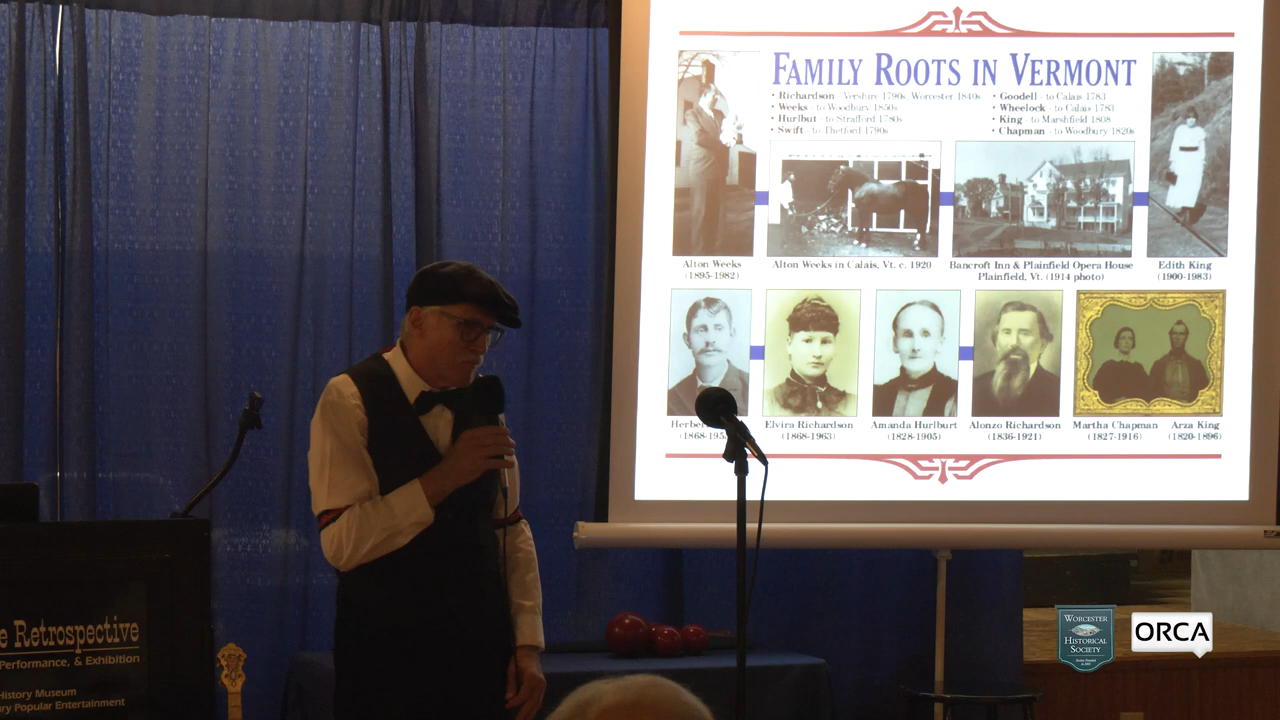 FAMILY ROOTS IN VERMONT
• Richardson - Vershire 1790s, Worcester 1840s
• Weeks - to Woodbury 1850s
• Hurlbut - to Strafford 1780s
• Swift - to Thetford 1790s
• Goodell - to Calais 1783
• Wheelock - to Calais 1783
• King - to Marshfield 1808
• Chapman - to Woodbury 1820s
Alton Weeks
(1895-1982)
Alton Weeks in Calais, Vt. c. 1920
Bancroft Inn & Plainfield Opera House
Plainfield, Vt. (1914 photo)
Edith King
(1900-1983)
Elvira Richardson
(1868-1963)
Amanda Hurlburt
(1828-1905)
Alonzo Richardson
(1836-1921)
Martha Chapman
(1827-1916)
Arza King
(1820-1896)
e Retrospective
Performance, & Exhibition
History Museum
ry Popular Entertainment
WORCESTER
HISTORICAL
SOCIETY
ORCA